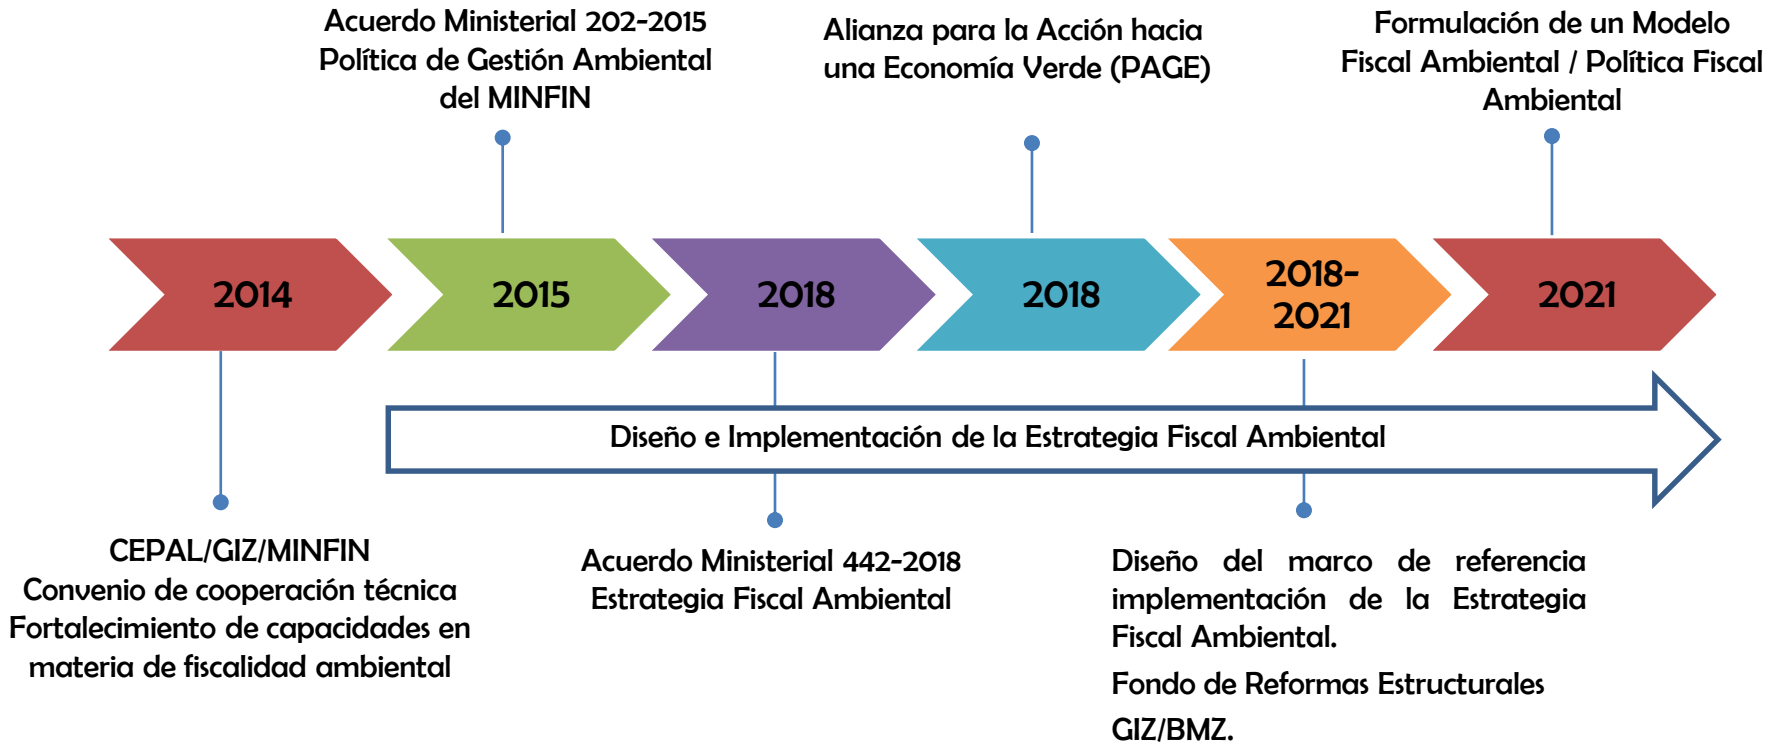 Acuerdo Ministerial 202-2015
Política de Gestión Ambiental
del MINFIN
Alianza para la Acción hacia
una Economía Verde (PAGE)
Formulación de un Modelo
Fiscal Ambiental / Política Fiscal
Ambiental
2014
2015
2018
2018
2018-
2021
2021
Diseño e Implementación de la Estrategia Fiscal Ambiental
CEPAL/GIZ/MINFIN
Convenio de cooperación técnica
Fortalecimiento de capacidades en
materia de fiscalidad ambiental
Acuerdo Ministerial 442-2018
Estrategia Fiscal Ambiental
Diseño del marco de referencia
implementación de la Estrategia
Fiscal Ambiental.
Fondo de Reformas Estructurales
GIZ/BMZ.